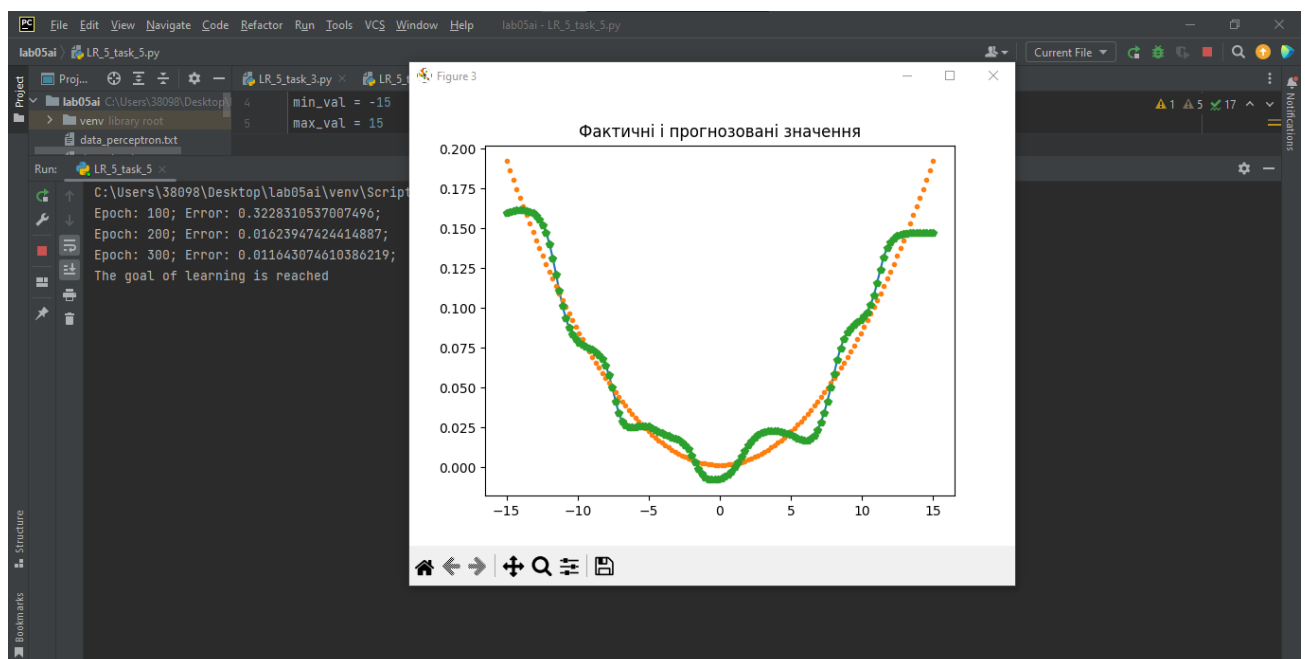 PC File Edit View Navigate Code Refactor Run Tools VCS Window Help lab05ai - LR_5_task_5.py
lab05ai LR_5_task_5.py Current File
Project Proj... LR_5_task_3.py Notifications
lab05ai C:\Users\38098\Desktop\ 4 min_val = -15 1 5 17
venv library root 5 max_val = 15
data_perceptron.txt
Run: LR_5_task_5
C:\Users\38098\Desktop\lab05ai\venv\Script
Epoch: 100; Error: 0.3228310537007496;
Epoch: 200; Error: 0.01623947424414887;
Epoch: 300; Error: 0.011643074610386219;
The goal of learning is reached
Figure 3
Фактичні і прогнозовані значення
0.200
0.175
0.150
0.125
0.100
0.075
0.050
0.025
0.000
−15 −10 −5 0 5 10 15
Structure
Bookmarks